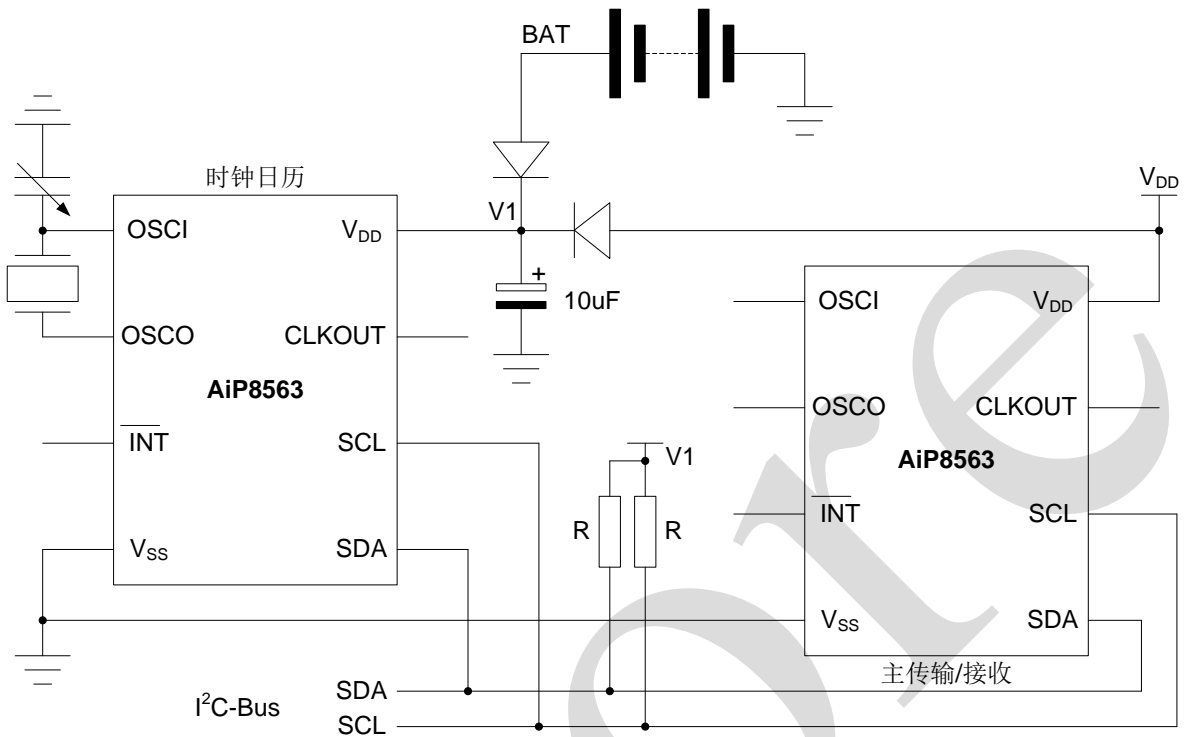 BAT
时钟日历
V1
VDD
OSCI
VDD
10uF
+
OSCO
CLKOUT
AiP8563
INT
SCL
VSS
SDA
OSCI
VDD
OSCO
CLKOUT
AiP8563
INT
SCL
VSS
SDA
主传输/接收
V1
R
R
I²C-Bus
SDA
SCL
ore